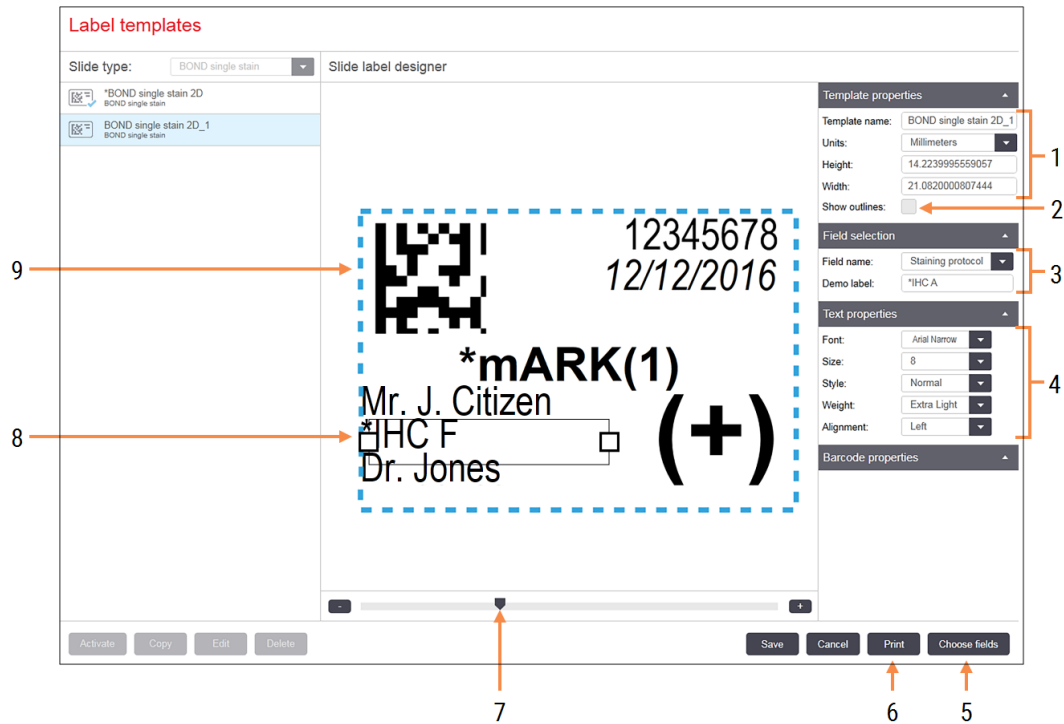 Label templates
Slide type: BOND single stain
Slide label designer
*BOND single stain 2D
BOND single stain
BOND single stain 2D_1
BOND single stain
Template properties
Template name: BOND single stain 2D_1
Units: Millimeters
Height: 14.2239995559057
Width: 21.0820000807444
Show outlines:
Field selection
Field name: Staining protocol
Demo label: *IHC A
Text properties
Font: Arial Narrow
Size: 8
Style: Normal
Weight: Extra Light
Alignment: Left
Barcode properties
12345678
12/12/2016
*mARK(1)
Mr. J. Citizen
*IHC F
Dr. Jones
(+)
- +
Activate Copy Edit Delete
Save Cancel Print Choose fields
1
2
3
4
5
6
7
8
9